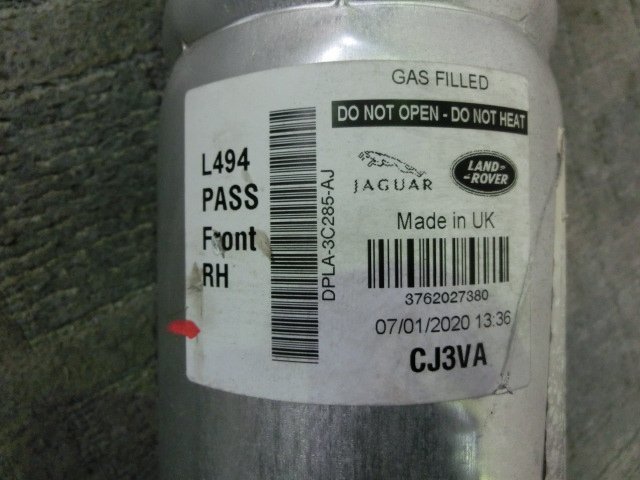 GAS FILLED
DO NOT OPEN - DO NOT HEAT
L494
PASS
Front
RH
DPLA-3C285-AJ
JAGUAR
LAND-
-ROVER
Made in UK
3762027380
07/01/2020 13:36
CJ3VA